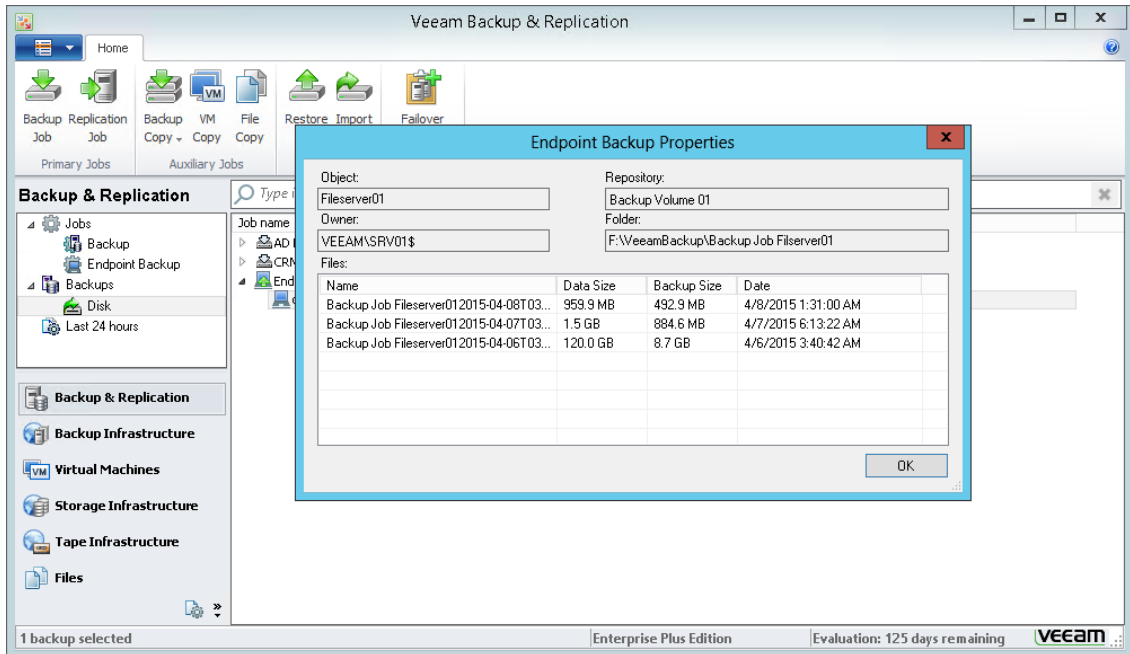 Veeam Backup & Replication
Home
Backup Job
Replication Job
Backup Copy
VM Copy
File Copy
Restore
Import
Failover
Primary Jobs
Auxiliary Jobs
VM
Backup & Replication
Type i
Jobs
Backup
Endpoint Backup
Backups
Disk
Last 24 hours
Job name
AD
CRM
End
Endpoint Backup Properties
Object:
Repository:
Fileserver01
Backup Volume 01
Owner:
Folder:
VEEAM\SRV01$
F:\VeeamBackup\Backup Job Filserver01
Files:
Name Data Size Backup Size Date
Backup Job Fileserver012015-04-08T03... 959.9 MB 492.9 MB 4/8/2015 1:31:00 AM
Backup Job Fileserver012015-04-07T03... 1.5 GB 884.6 MB 4/7/2015 6:13:22 AM
Backup Job Fileserver012015-04-06T03... 120.0 GB 8.7 GB 4/6/2015 3:40:42 AM
OK
Backup & Replication
Backup Infrastructure
VM
Virtual Machines
Storage Infrastructure
Tape Infrastructure
Files
1 backup selected
Enterprise Plus Edition
Evaluation: 125 days remaining
veeam